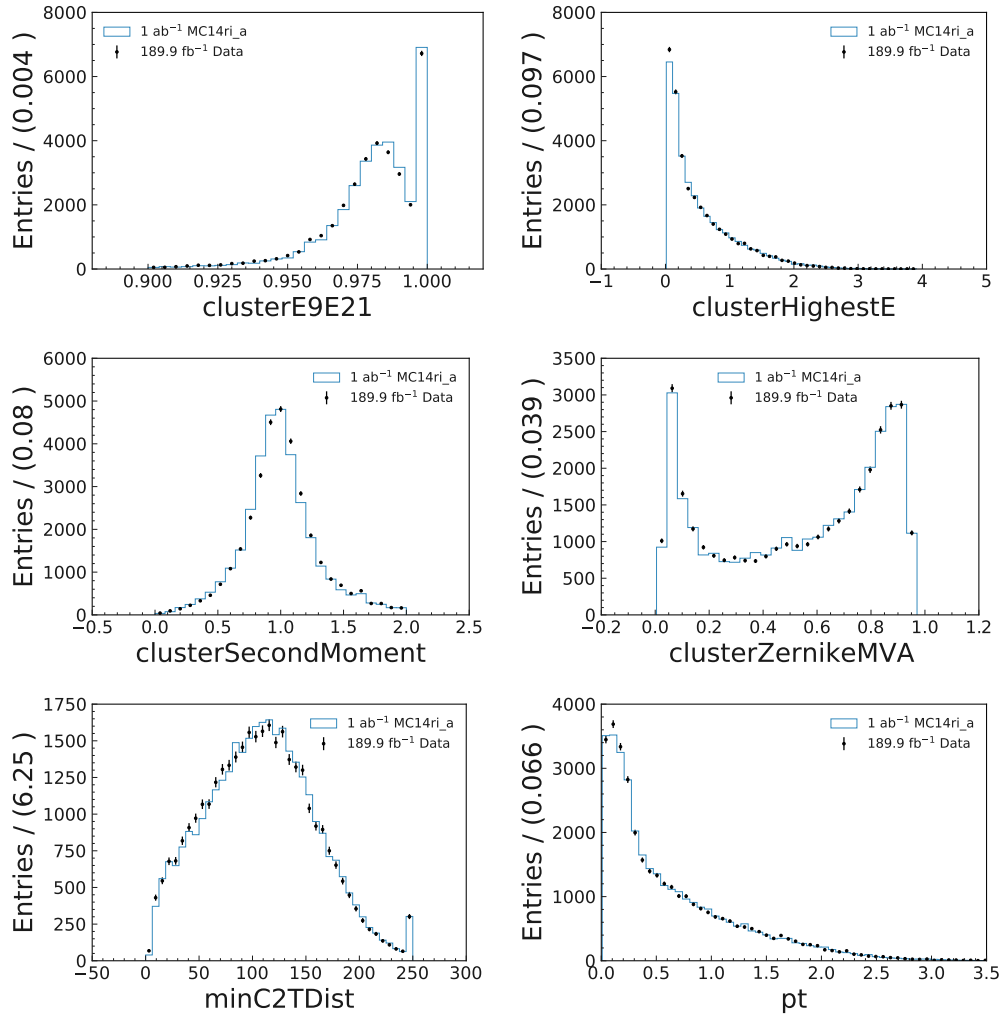 Entries / (0.004 )
8000
6000
4000
2000
0
1 ab⁻¹ MC14ri_a
189.9 fb⁻¹ Data
0.900 0.925 0.950 0.975 1.000
clusterE9E21
Entries / (0.097 )
8000
6000
4000
2000
0
1 ab⁻¹ MC14ri_a
189.9 fb⁻¹ Data
−1 0 1 2 3 4 5
clusterHighestE
Entries / (0.08 )
6000
5000
4000
3000
2000
1000
0
1 ab⁻¹ MC14ri_a
189.9 fb⁻¹ Data
−0.5 0.0 0.5 1.0 1.5 2.0 2.5
clusterSecondMoment
Entries / (0.039 )
3500
3000
2500
2000
1500
1000
500
0
1 ab⁻¹ MC14ri_a
189.9 fb⁻¹ Data
−0.2 0.0 0.2 0.4 0.6 0.8 1.0 1.2
clusterZernikeMVA
Entries / (6.25 )
1750
1500
1250
1000
750
500
250
0
1 ab⁻¹ MC14ri_a
189.9 fb⁻¹ Data
−50 0 50 100 150 200 250 300
minC2TDist
Entries / (0.066 )
4000
3000
2000
1000
0
1 ab⁻¹ MC14ri_a
189.9 fb⁻¹ Data
0.0 0.5 1.0 1.5 2.0 2.5 3.0 3.5
pt